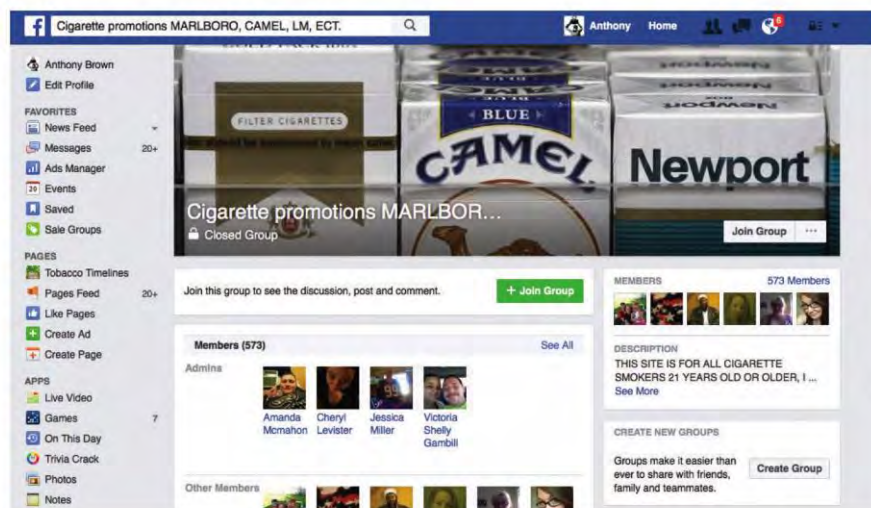 Cigarette promotions MARLBORO, CAMEL, LM, ECT.
Anthony
Home
6
Anthony Brown
Edit Profile
FAVORITES
News Feed
Messages 20+
Ads Manager
20 Events
Saved
Sale Groups
PAGES
Tobacco Timelines
Pages Feed 20+
Like Pages
Create Ad
Create Page
APPS
Live Video
Games 7
On This Day
Trivia Crack
Photos
Notes
FILTER CIGARETTES
BLUE
CAMEL
Newport
Cigarette promotions MARLBOR...
Closed Group
Join Group
Join this group to see the discussion, post and comment.
+ Join Group
Members (573)
See All
Admins
Amanda Mcmahon
Cheryl Levister
Jessica Miller
Victoria Shelly Gambill
Other Members
MEMBERS
573 Members
DESCRIPTION
THIS SITE IS FOR ALL CIGARETTE
SMOKERS 21 YEARS OLD OR OLDER, I ...
See More
CREATE NEW GROUPS
Groups make it easier than
ever to share with friends,
family and teammates.
Create Group